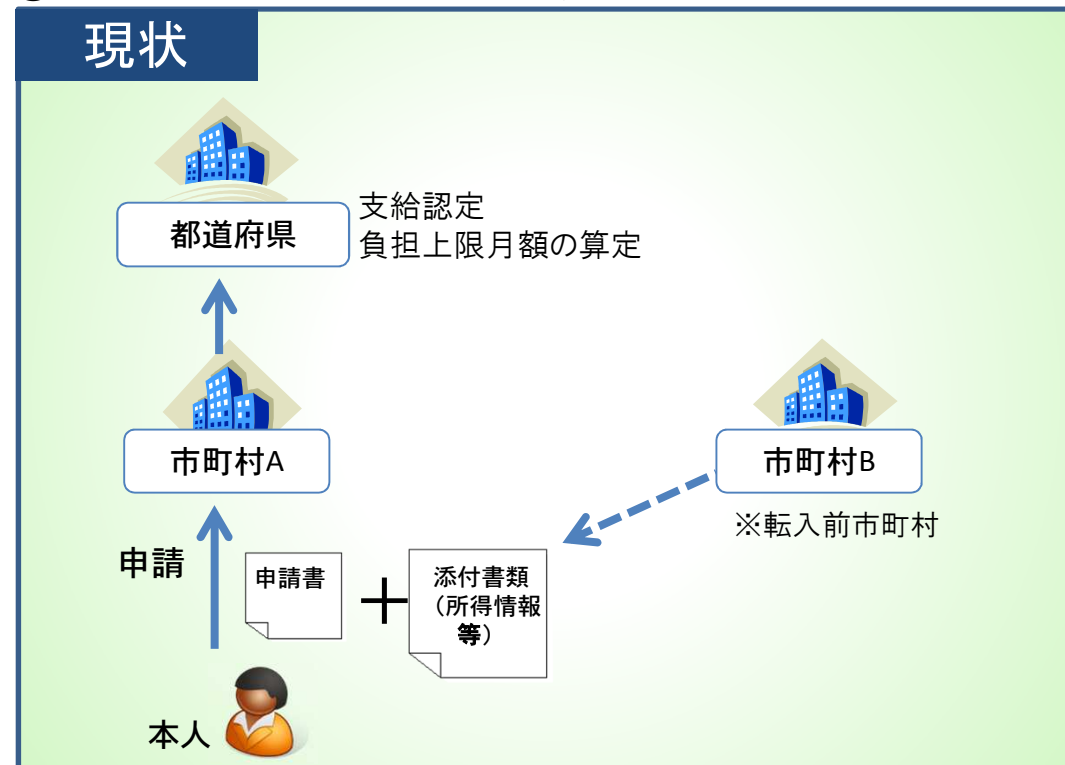 現状
支給認定
負担上限月額の算定
都道府県
市町村A
市町村B
※転入前市町村
申請
申請書
＋
添付書類
（所得情報
等）
本人